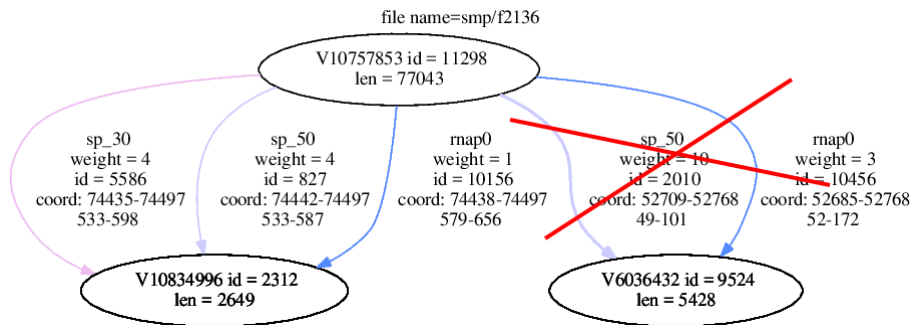 file name=smp/f2136
V10757853 id = 11298
len = 77043
sp_30
weight = 4
id = 5586
coord: 74435-74497
533-598
sp_50
weight = 4
id = 827
coord: 74442-74497
533-587
rnap0
weight = 1
id = 10156
coord: 74438-74497
579-656
sp_50
weight = 10
id = 2010
coord: 52709-52768
49-101
rnap0
weight = 3
id = 10456
coord: 52685-52768
52-172
V10834996 id = 2312
len = 2649
V6036432 id = 9524
len = 5428